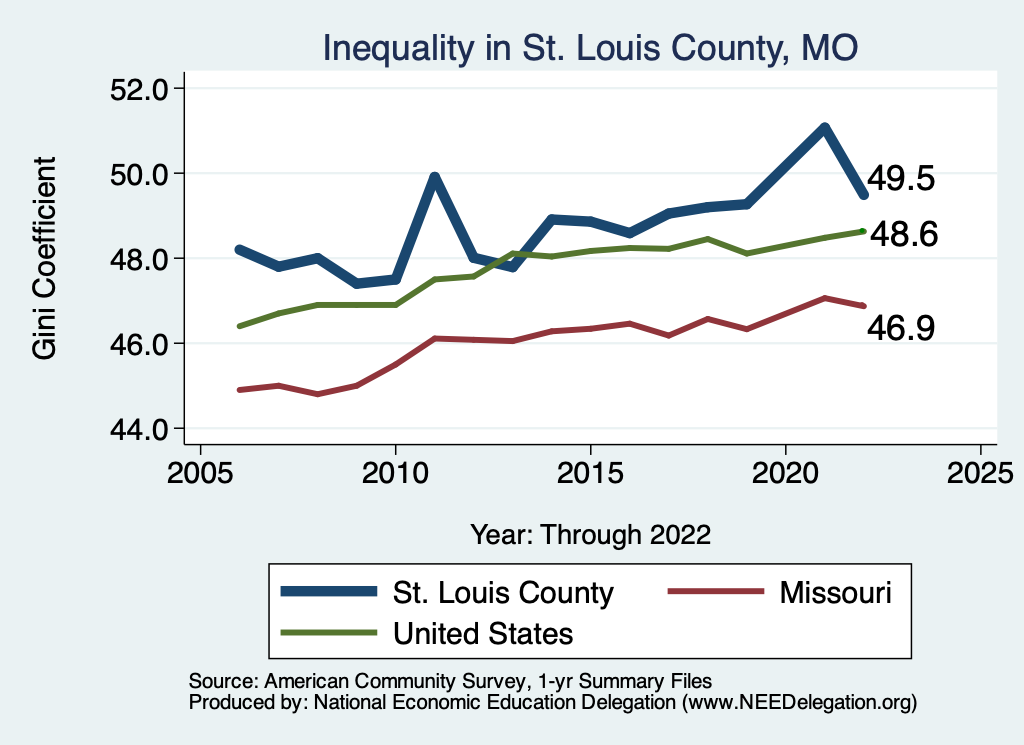 Inequality in St. Louis County, MO
Gini Coefficient
52.0
50.0
48.0
46.0
44.0
49.5
48.6
46.9
2005 2010 2015 2020 2025
Year: Through 2022
St. Louis County Missouri
United States
Source: American Community Survey, 1-yr Summary Files
Produced by: National Economic Education Delegation (www.NEEDelegation.org)